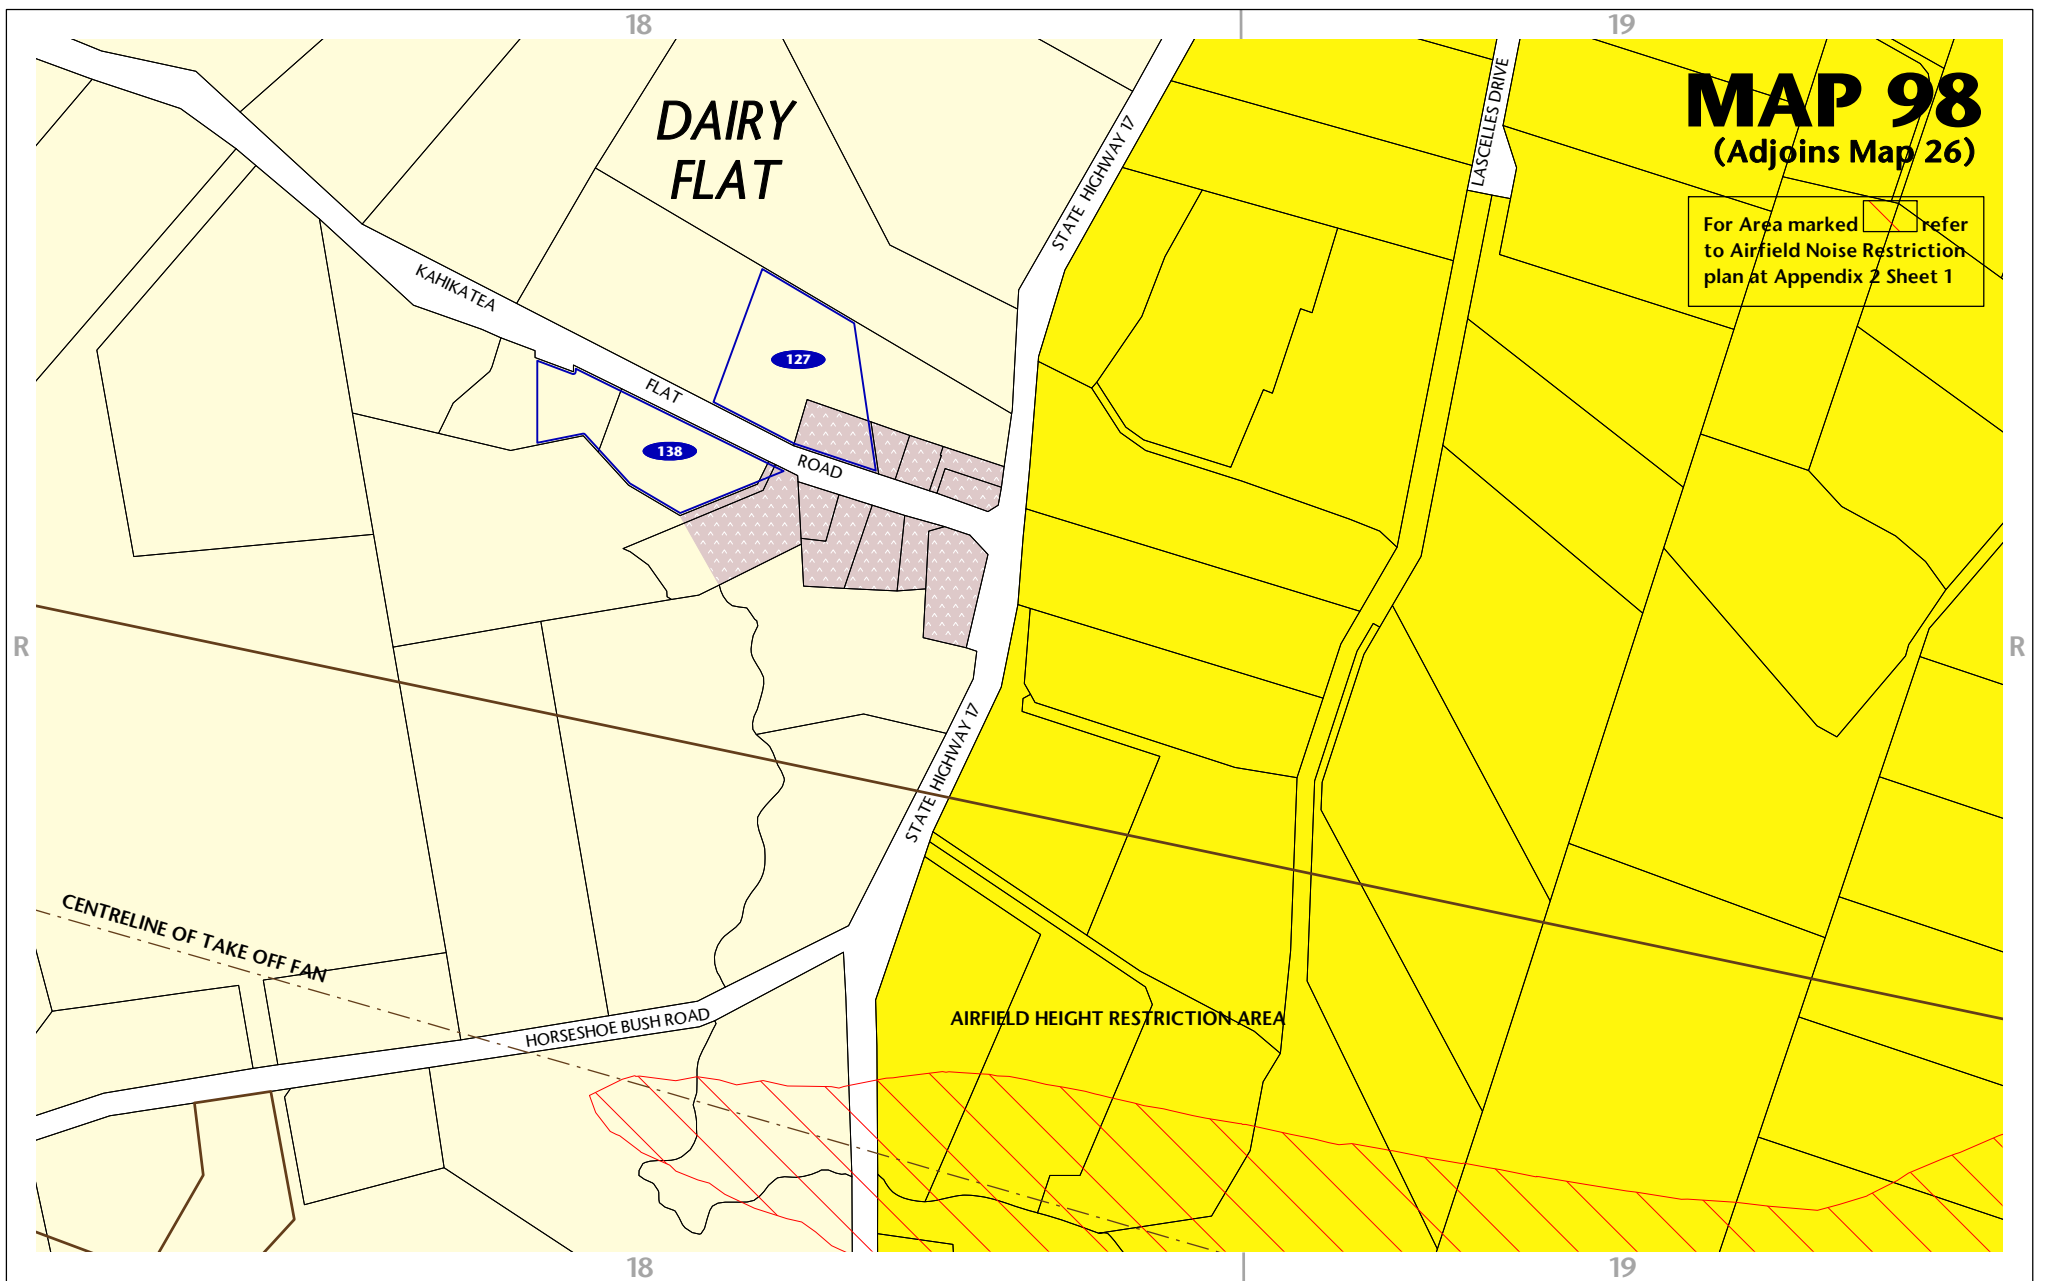 18
19
MAP 98
(Adjoins Map 26)
For Area marked refer
to Airfield Noise Restriction
plan at Appendix 2 Sheet 1
DAIRY
FLAT
LASCELLES DRIVE
STATE HIGHWAY 17
KAHIKATEA
FLAT
ROAD
127
138
R
R
STATE HIGHWAY 17
CENTRELINE OF TAKE OFF FAN
HORSESHOE BUSH ROAD
AIRFIELD HEIGHT RESTRICTION AREA
18
19